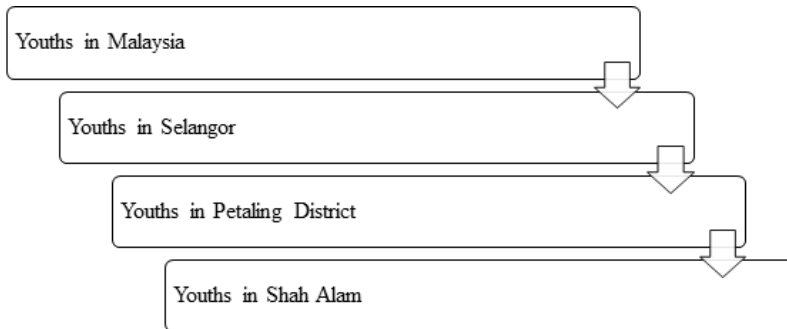 Youths in Malaysia
Youths in Selangor
Youths in Petaling District
Youths in Shah Alam